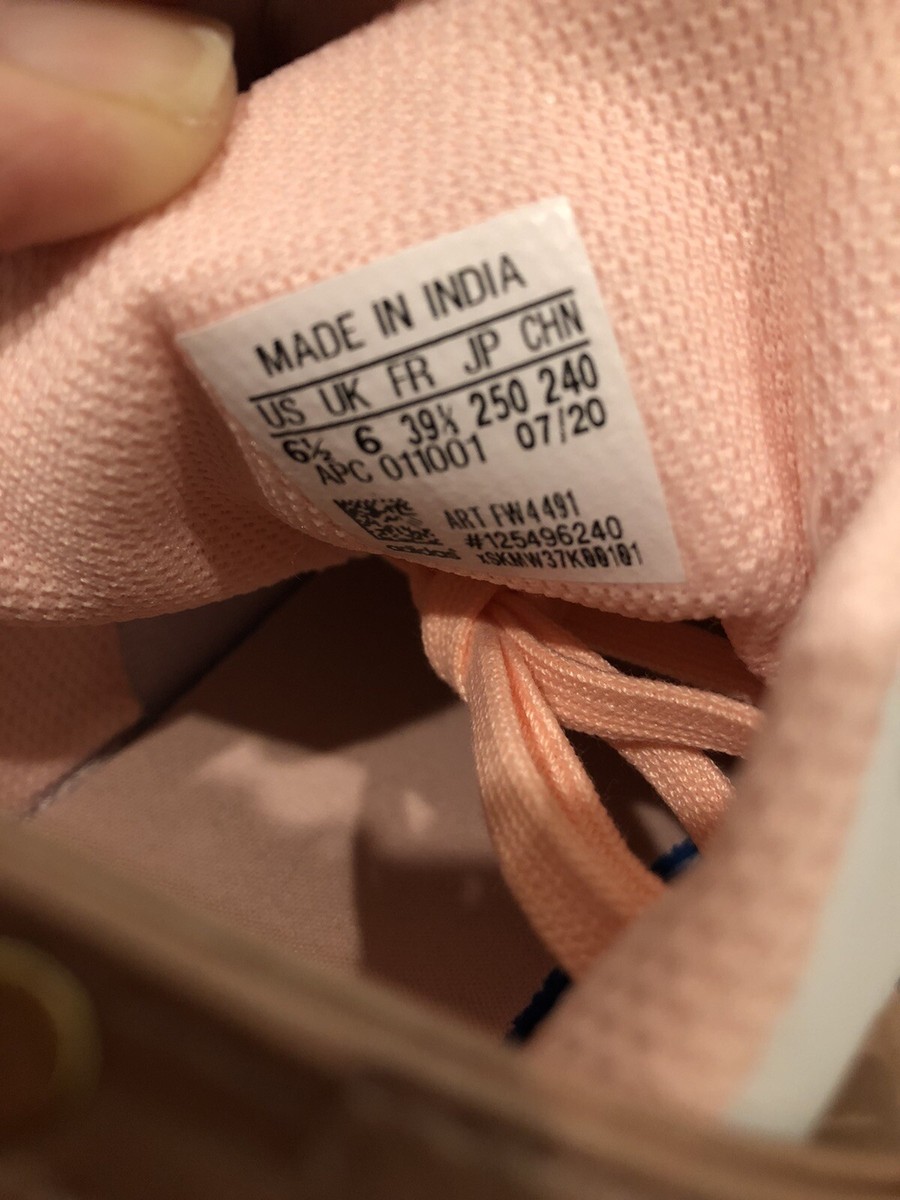 MADE IN INDIA
US UK FR JP CHN
6½ 6 39⅓ 250 240
APC 011001 07/20
ART FW4491
#125496240
adidas